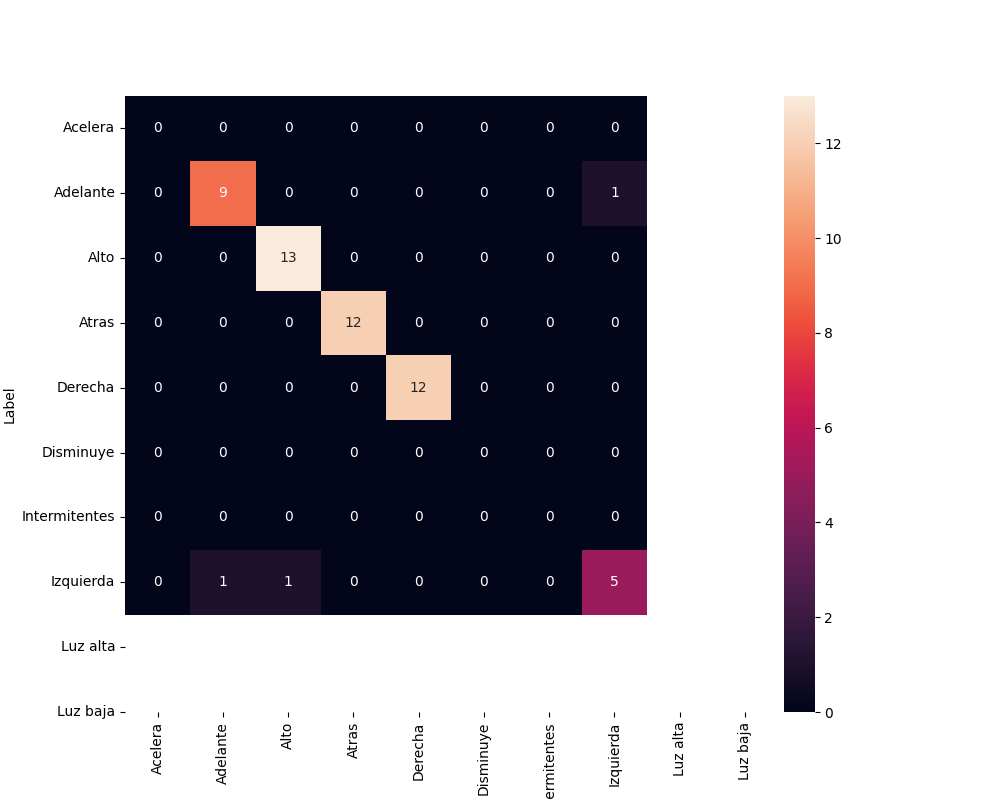 Acelera 0 0 0 0 0 0 0 0
Adelante 0 9 0 0 0 0 0 1
Alto 0 0 13 0 0 0 0 0
Atras 0 0 0 12 0 0 0 0
Derecha 0 0 0 0 12 0 0 0
Disminuye 0 0 0 0 0 0 0 0
Intermitentes 0 0 0 0 0 0 0 0
Izquierda 0 1 1 0 0 0 0 5
Luz alta
Luz baja
Label
Acelera
Adelante
Alto
Atras
Derecha
Disminuye
ermitentes
Izquierda
Luz alta
Luz baja
12
10
8
6
4
2
0